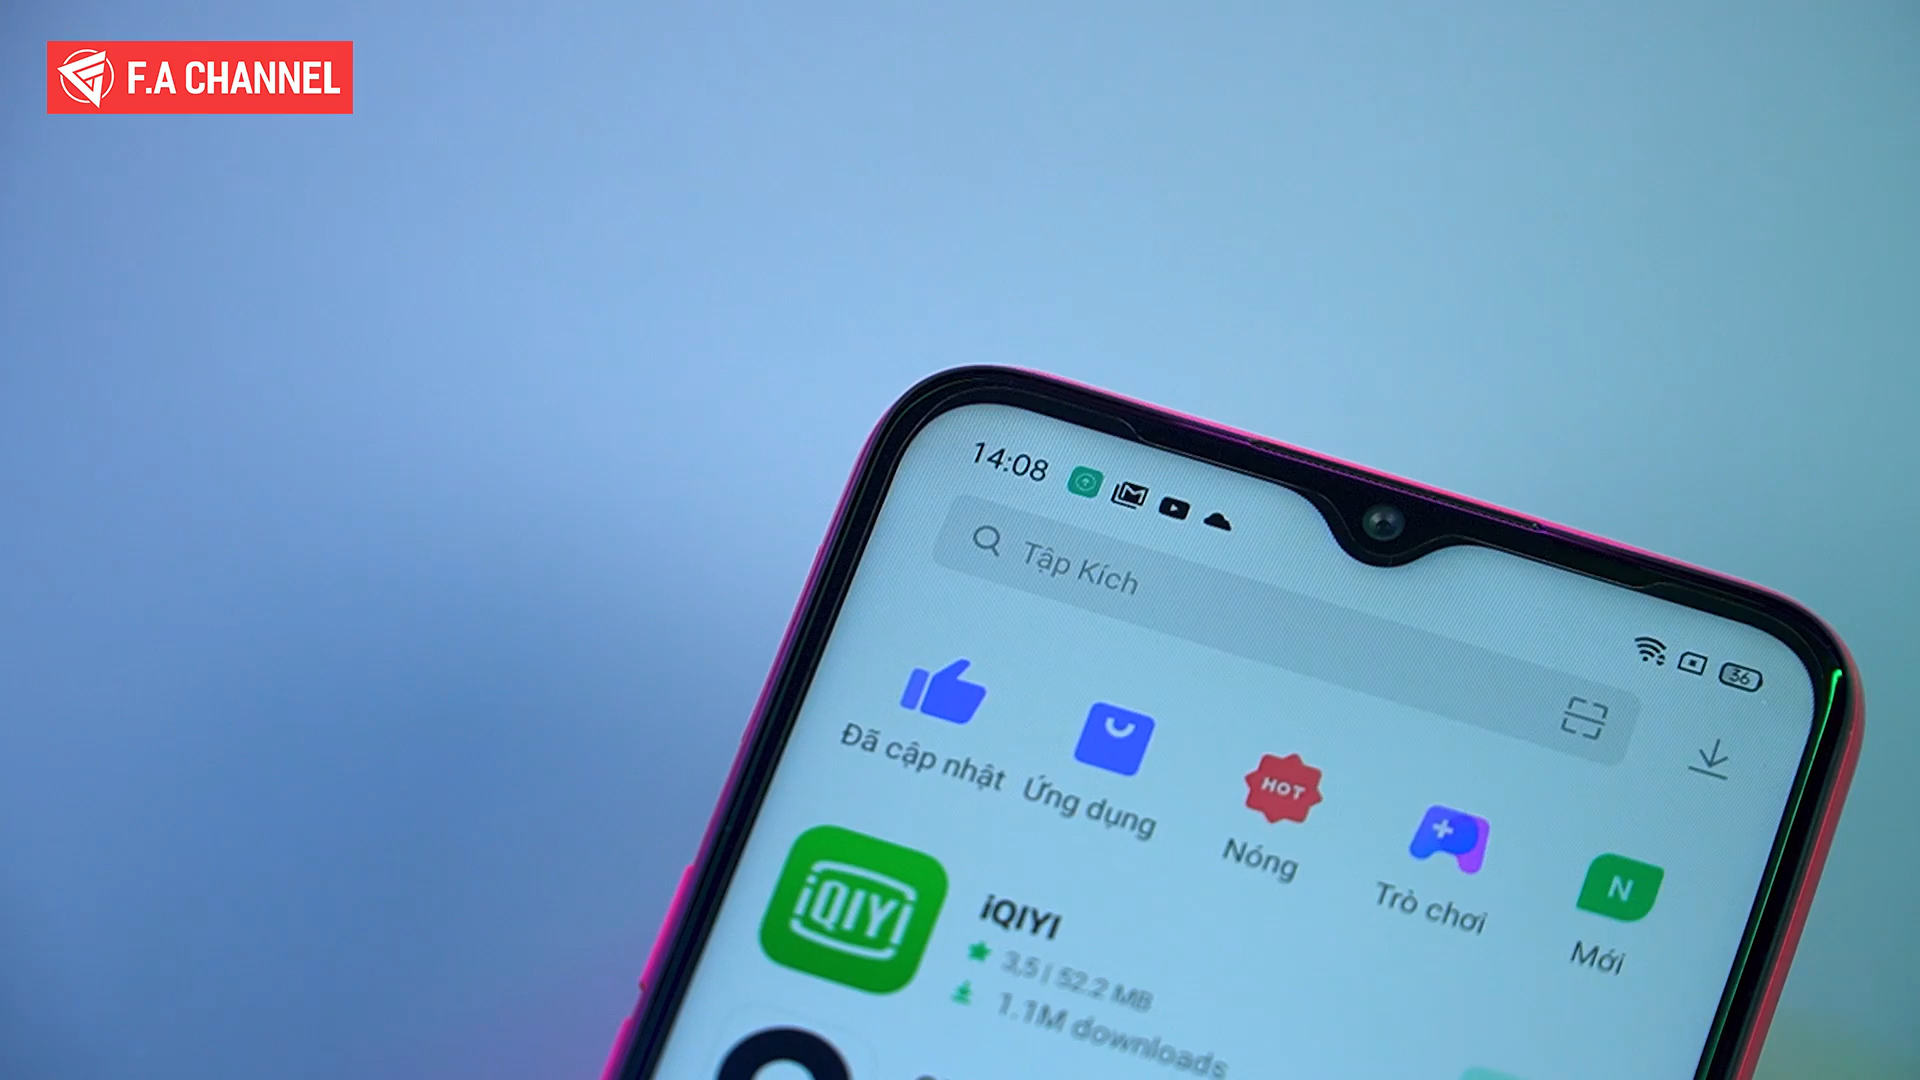 F.A CHANNEL
14:08
36
Tập Kích
HOT
N
Đã cập nhật
Ứng dụng
Nóng
Trò chơi
Mới
iQIYI
iQIYI
3,5 | 52.2 MB
1.1M downloads